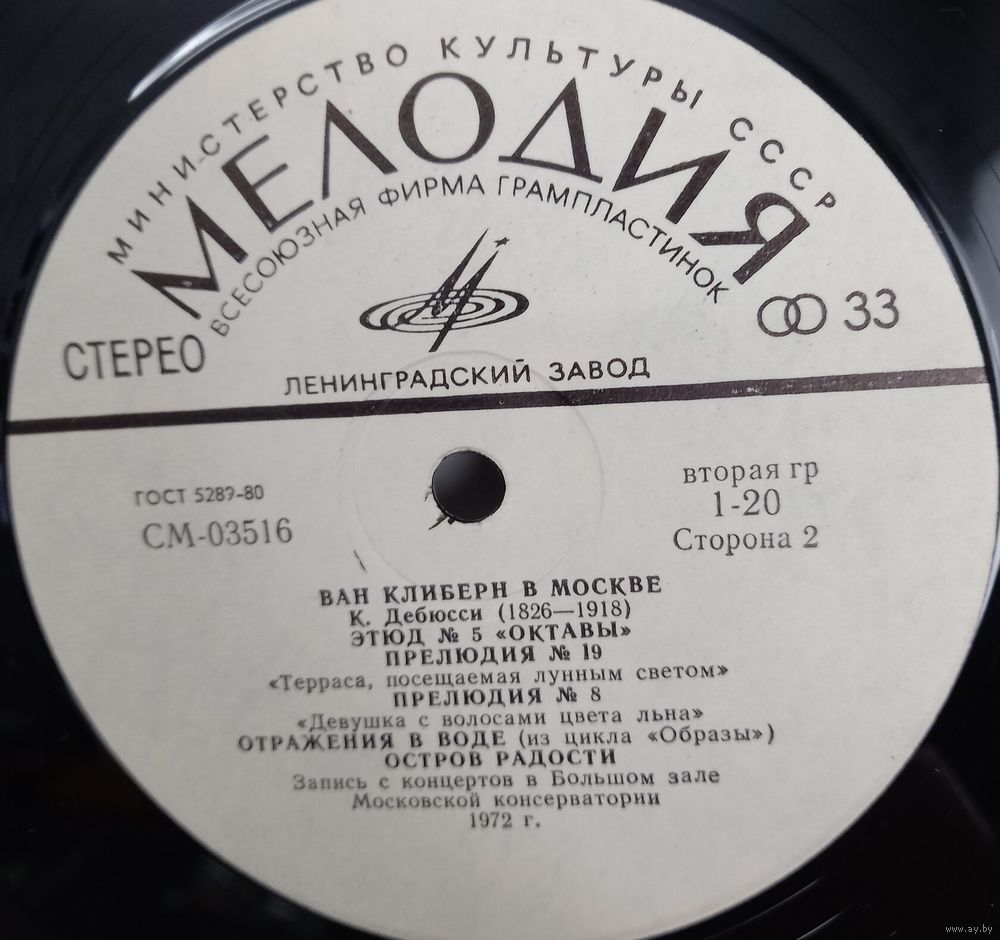 МИНИСТЕРСТВО КУЛЬТУРЫ СССР
МЕЛОДИЯ
ВСЕСОЮЗНАЯ ФИРМА ГРАМПЛАСТИНОК
СТЕРЕО
33
ЛЕНИНГРАДСКИЙ ЗАВОД
ГОСТ 5289-80
СМ-03516
вторая гр
1-20
Сторона 2
ВАН КЛИБЕРН В МОСКВЕ
К. Дебюсси (1826—1918)
ЭТЮД № 5 «ОКТАВЫ»
ПРЕЛЮДИЯ № 19
«Терраса, посещаемая лунным светом»
ПРЕЛЮДИЯ № 8
«Девушка с волосами цвета льна»
ОТРАЖЕНИЯ В ВОДЕ (из цикла «Образы»)
ОСТРОВ РАДОСТИ
Запись с концертов в Большом зале
Московской консерватории
1972 г.
www.ay.by